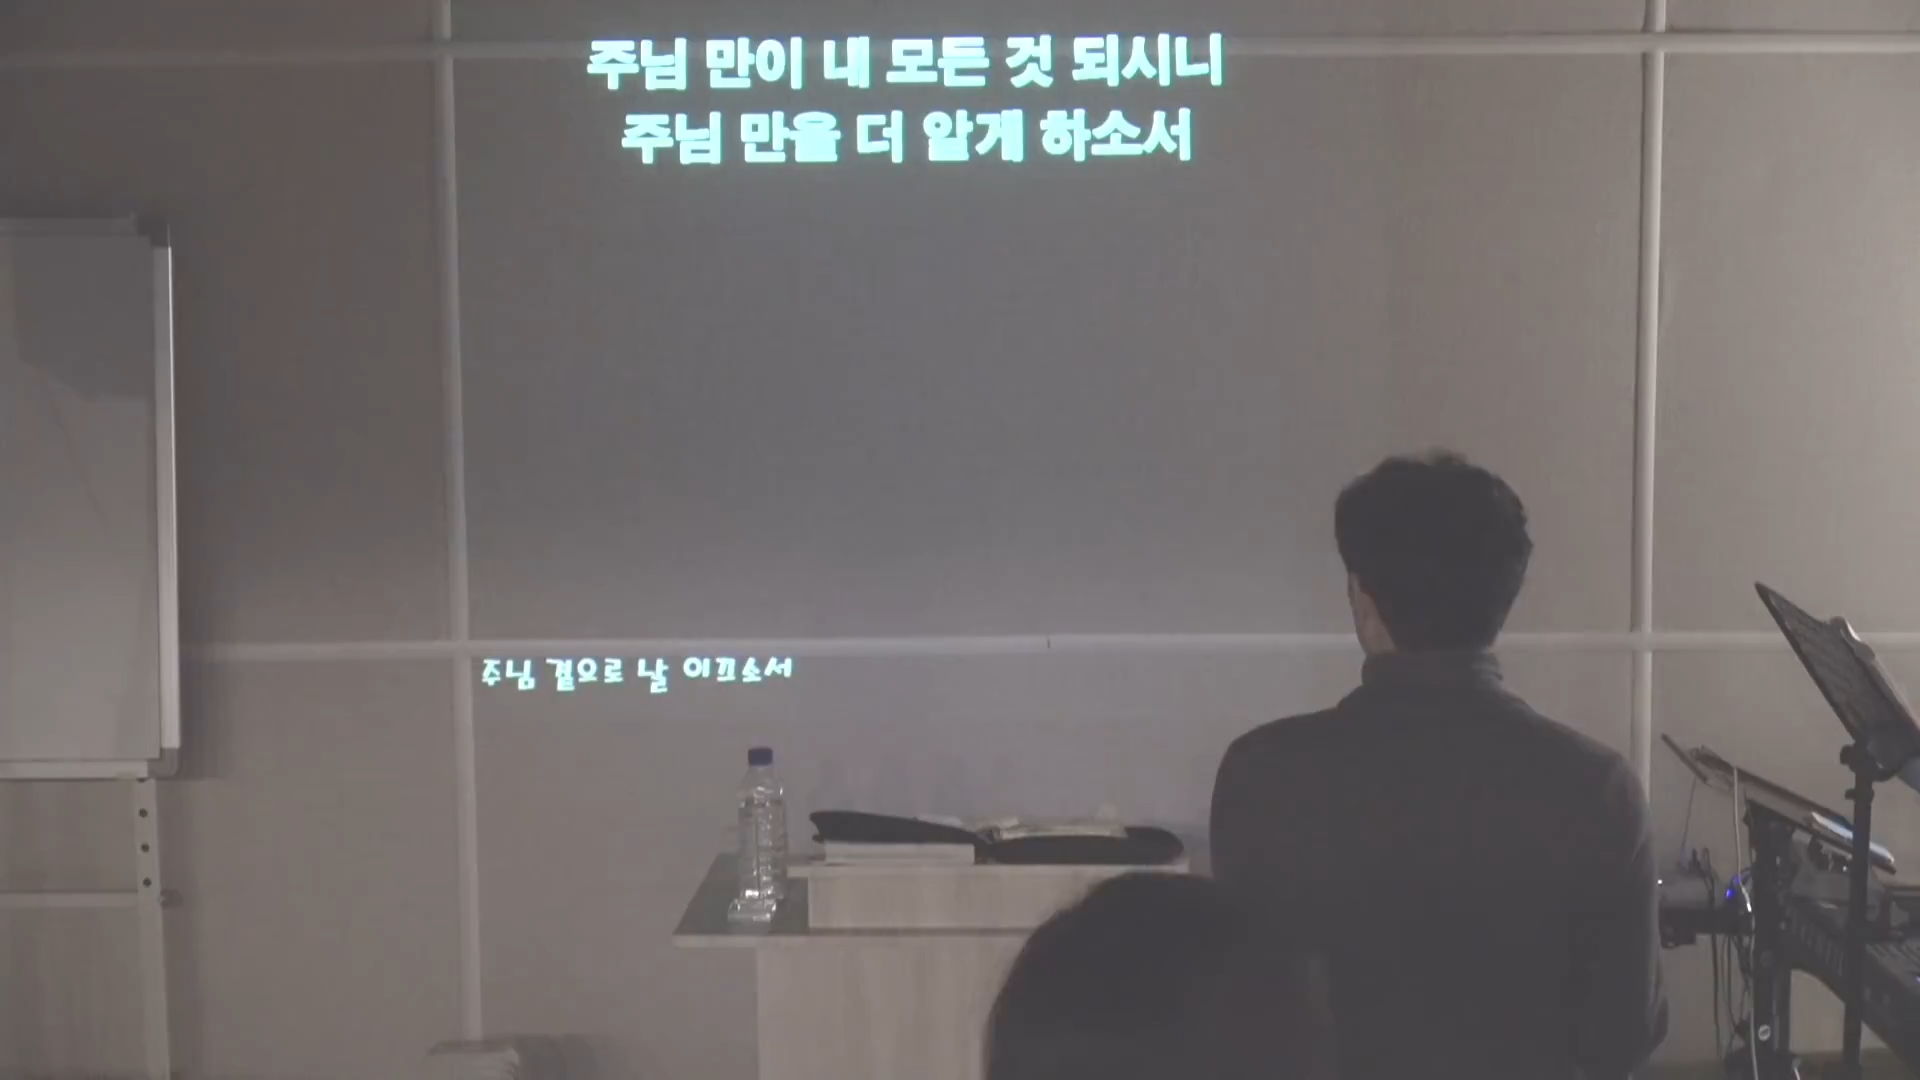 주님 만이 내 모든 것 되시니
주님 만을 더 알게 하소서
주님 곁으로 날 이끄소서